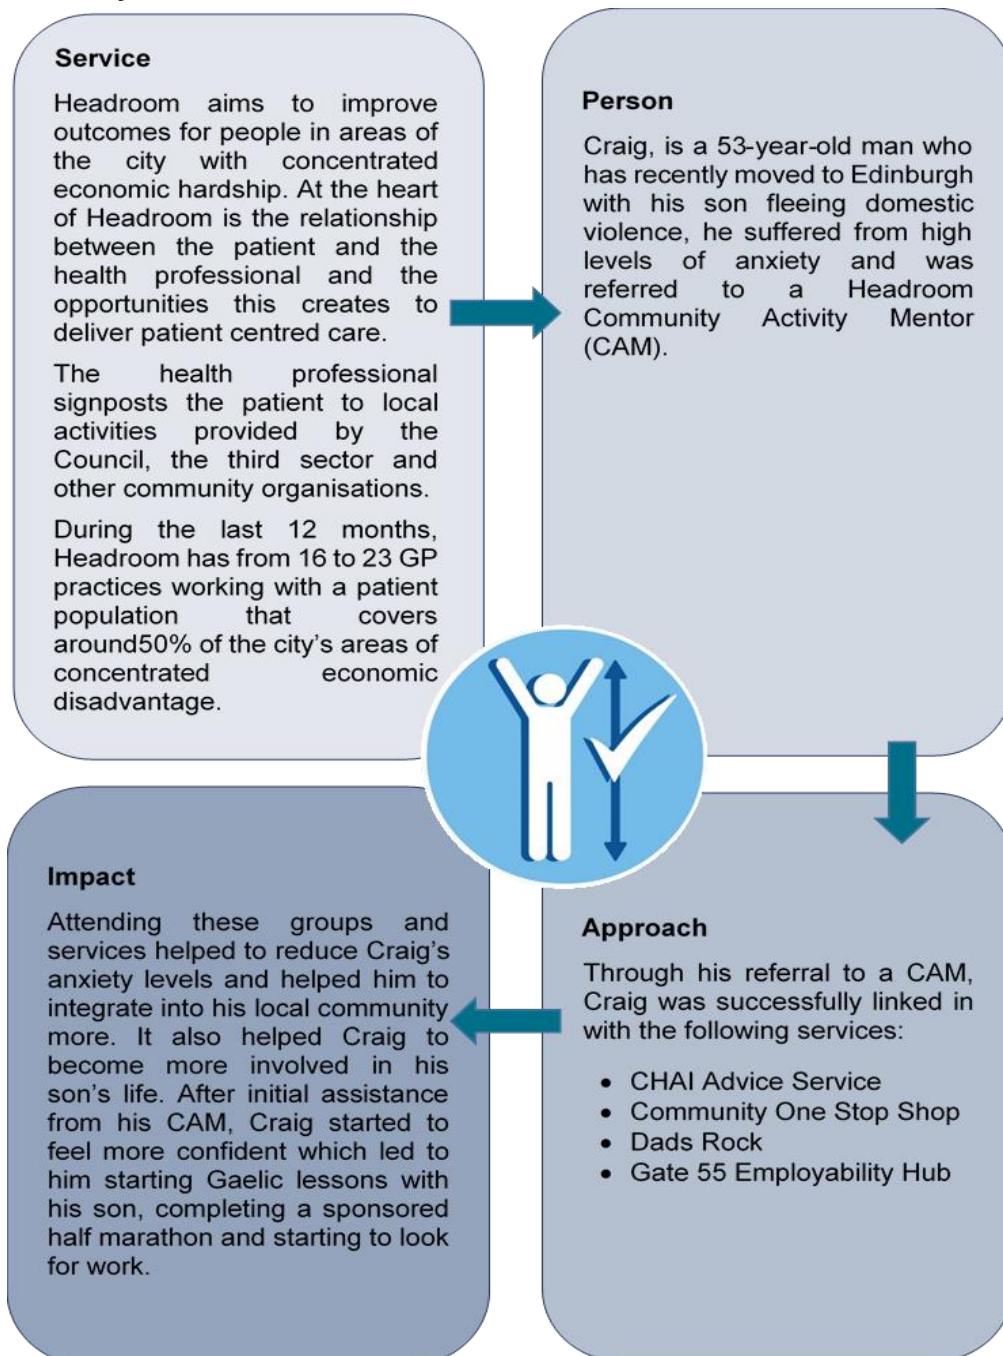 Service
Headroom aims to improve
outcomes for people in areas of
the city with concentrated
economic hardship. At the heart
of Headroom is the relationship
between the patient and the
health professional and the
opportunities this creates to
deliver patient centred care.
The health professional
signposts the patient to local
activities provided by the
Council, the third sector and
other community organisations.
During the last 12 months,
Headroom has from 16 to 23 GP
practices working with a patient
population that covers
around50% of the city's areas of
concentrated economic
disadvantage.
Person
Craig, is a 53-year-old man who
has recently moved to Edinburgh
with his son fleeing domestic
violence, he suffered from high
levels of anxiety and was
referred to a Headroom
Community Activity Mentor
(CAM).
Approach
Through his referral to a CAM,
Craig was successfully linked in
with the following services:
• CHAI Advice Service
• Community One Stop Shop
• Dads Rock
• Gate 55 Employability Hub
Impact
Attending these groups and
services helped to reduce Craig's
anxiety levels and helped him to
integrate into his local community
more. It also helped Craig to
become more involved in his
son's life. After initial assistance
from his CAM, Craig started to
feel more confident which led to
him starting Gaelic lessons with
his son, completing a sponsored
half marathon and starting to look
for work.